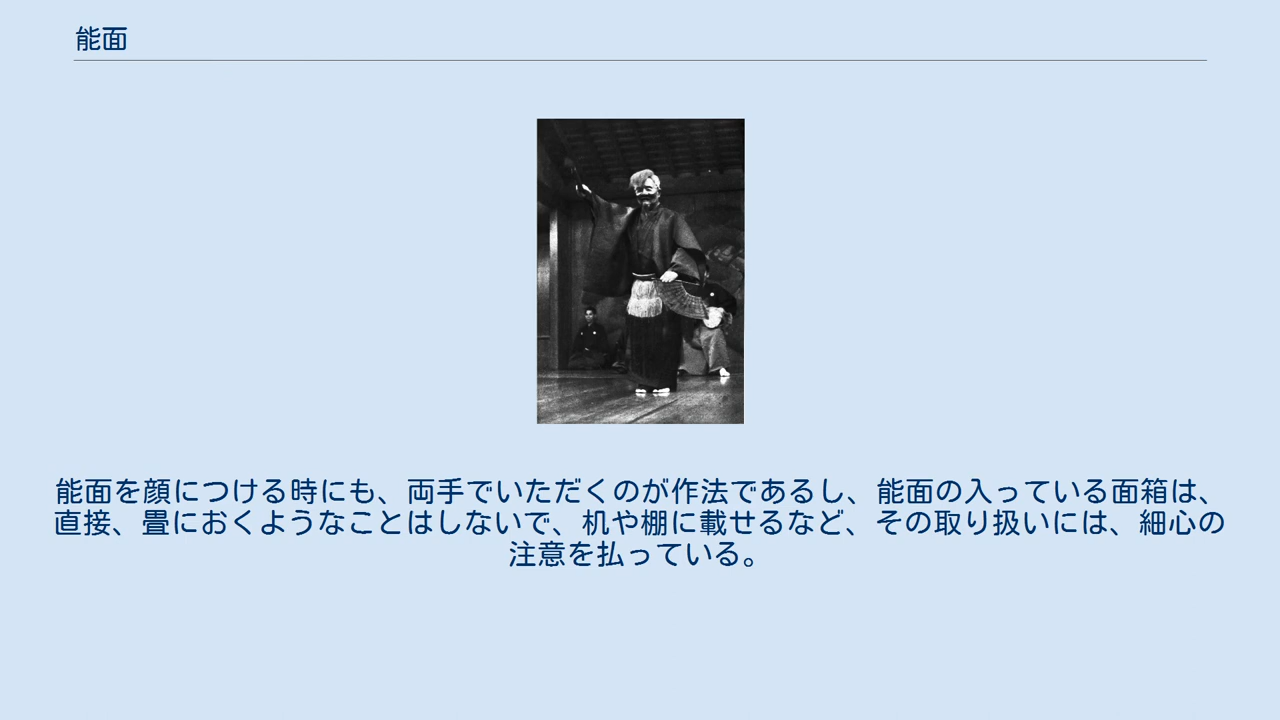 能面
能面を顔につける時にも、両手でいただくのが作法であるし、能面の入っている面箱は、
直接、畳におくようなことはしないで、机や棚に載せるなど、その取り扱いには、細心の
注意を払っている。